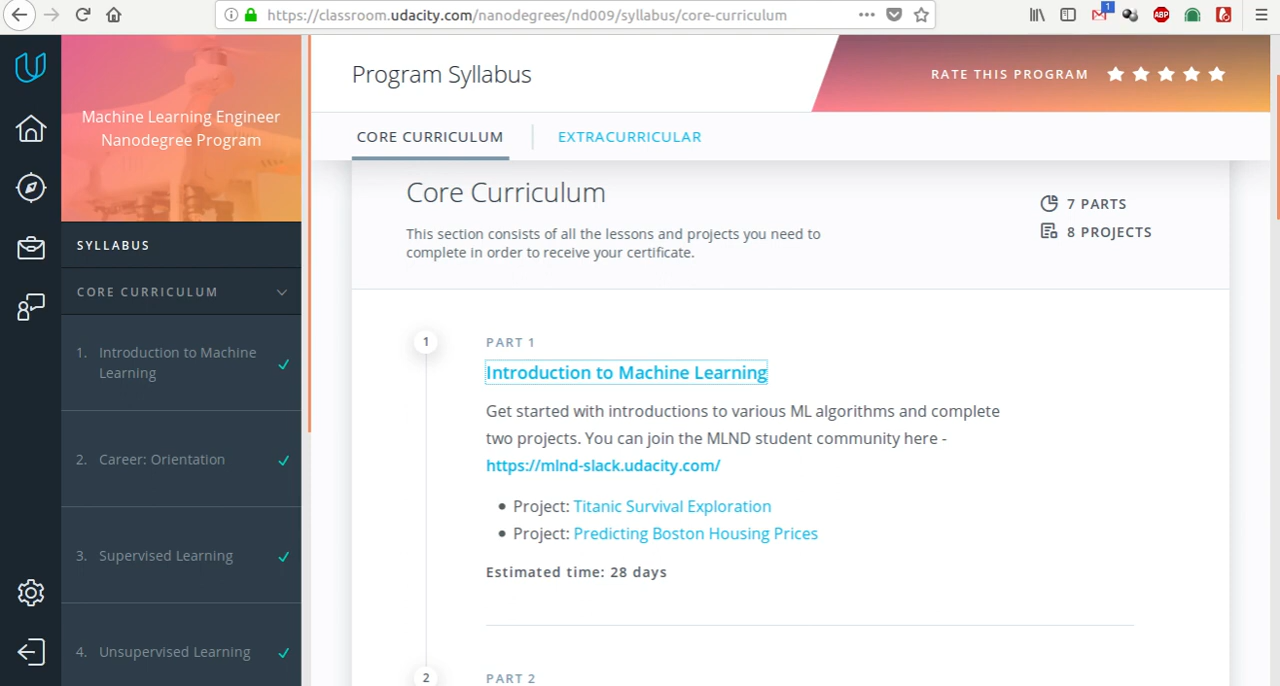 https://classroom.udacity.com/nanodegrees/nd009/syllabus/core-curriculum
1
ABP
Machine Learning Engineer
Nanodegree Program
SYLLABUS
CORE CURRICULUM
1. Introduction to Machine
Learning
2. Career: Orientation
3. Supervised Learning
4. Unsupervised Learning
Program Syllabus
RATE THIS PROGRAM
CORE CURRICULUM
EXTRACURRICULAR
Core Curriculum
7 PARTS
8 PROJECTS
This section consists of all the lessons and projects you need to
complete in order to receive your certificate.
1
PART 1
Introduction to Machine Learning
Get started with introductions to various ML algorithms and complete
two projects. You can join the MLND student community here -
https://mlnd-slack.udacity.com/
• Project: Titanic Survival Exploration
• Project: Predicting Boston Housing Prices
Estimated time: 28 days
2
PART 2